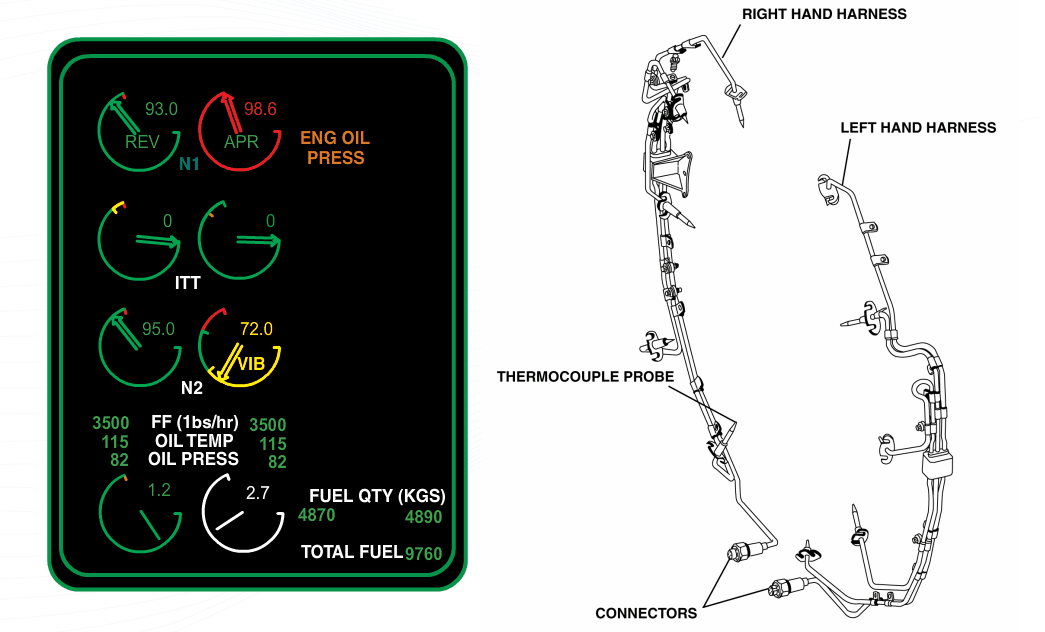 93.0
98.6
REV
APR
N1
ENG OIL
PRESS
0
0
ITT
95.0
72.0
VIB
N2
3500 FF (1bs/hr) 3500
115 OIL TEMP 115
82 OIL PRESS 82
1.2
2.7
FUEL QTY (KGS)
4870 4890
TOTAL FUEL 9760
RIGHT HAND HARNESS
LEFT HAND HARNESS
THERMOCOUPLE PROBE
CONNECTORS